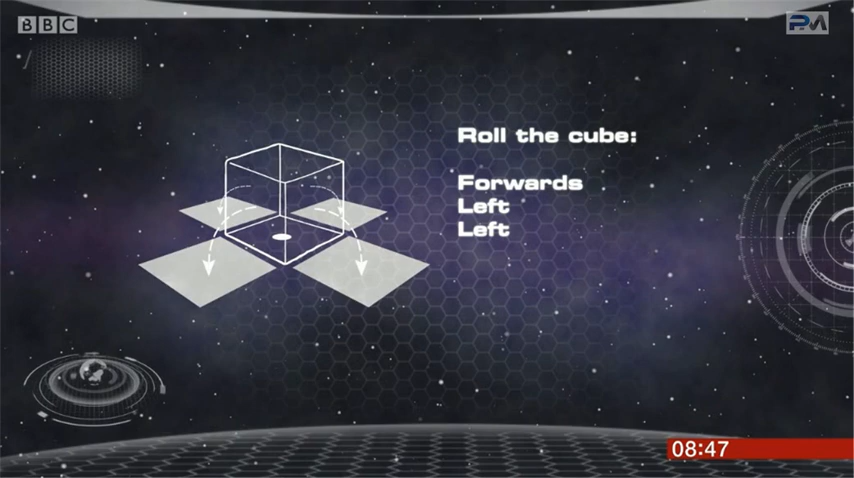 BBC
PM
Roll the cube:
Forwards
Left
Left
08:47